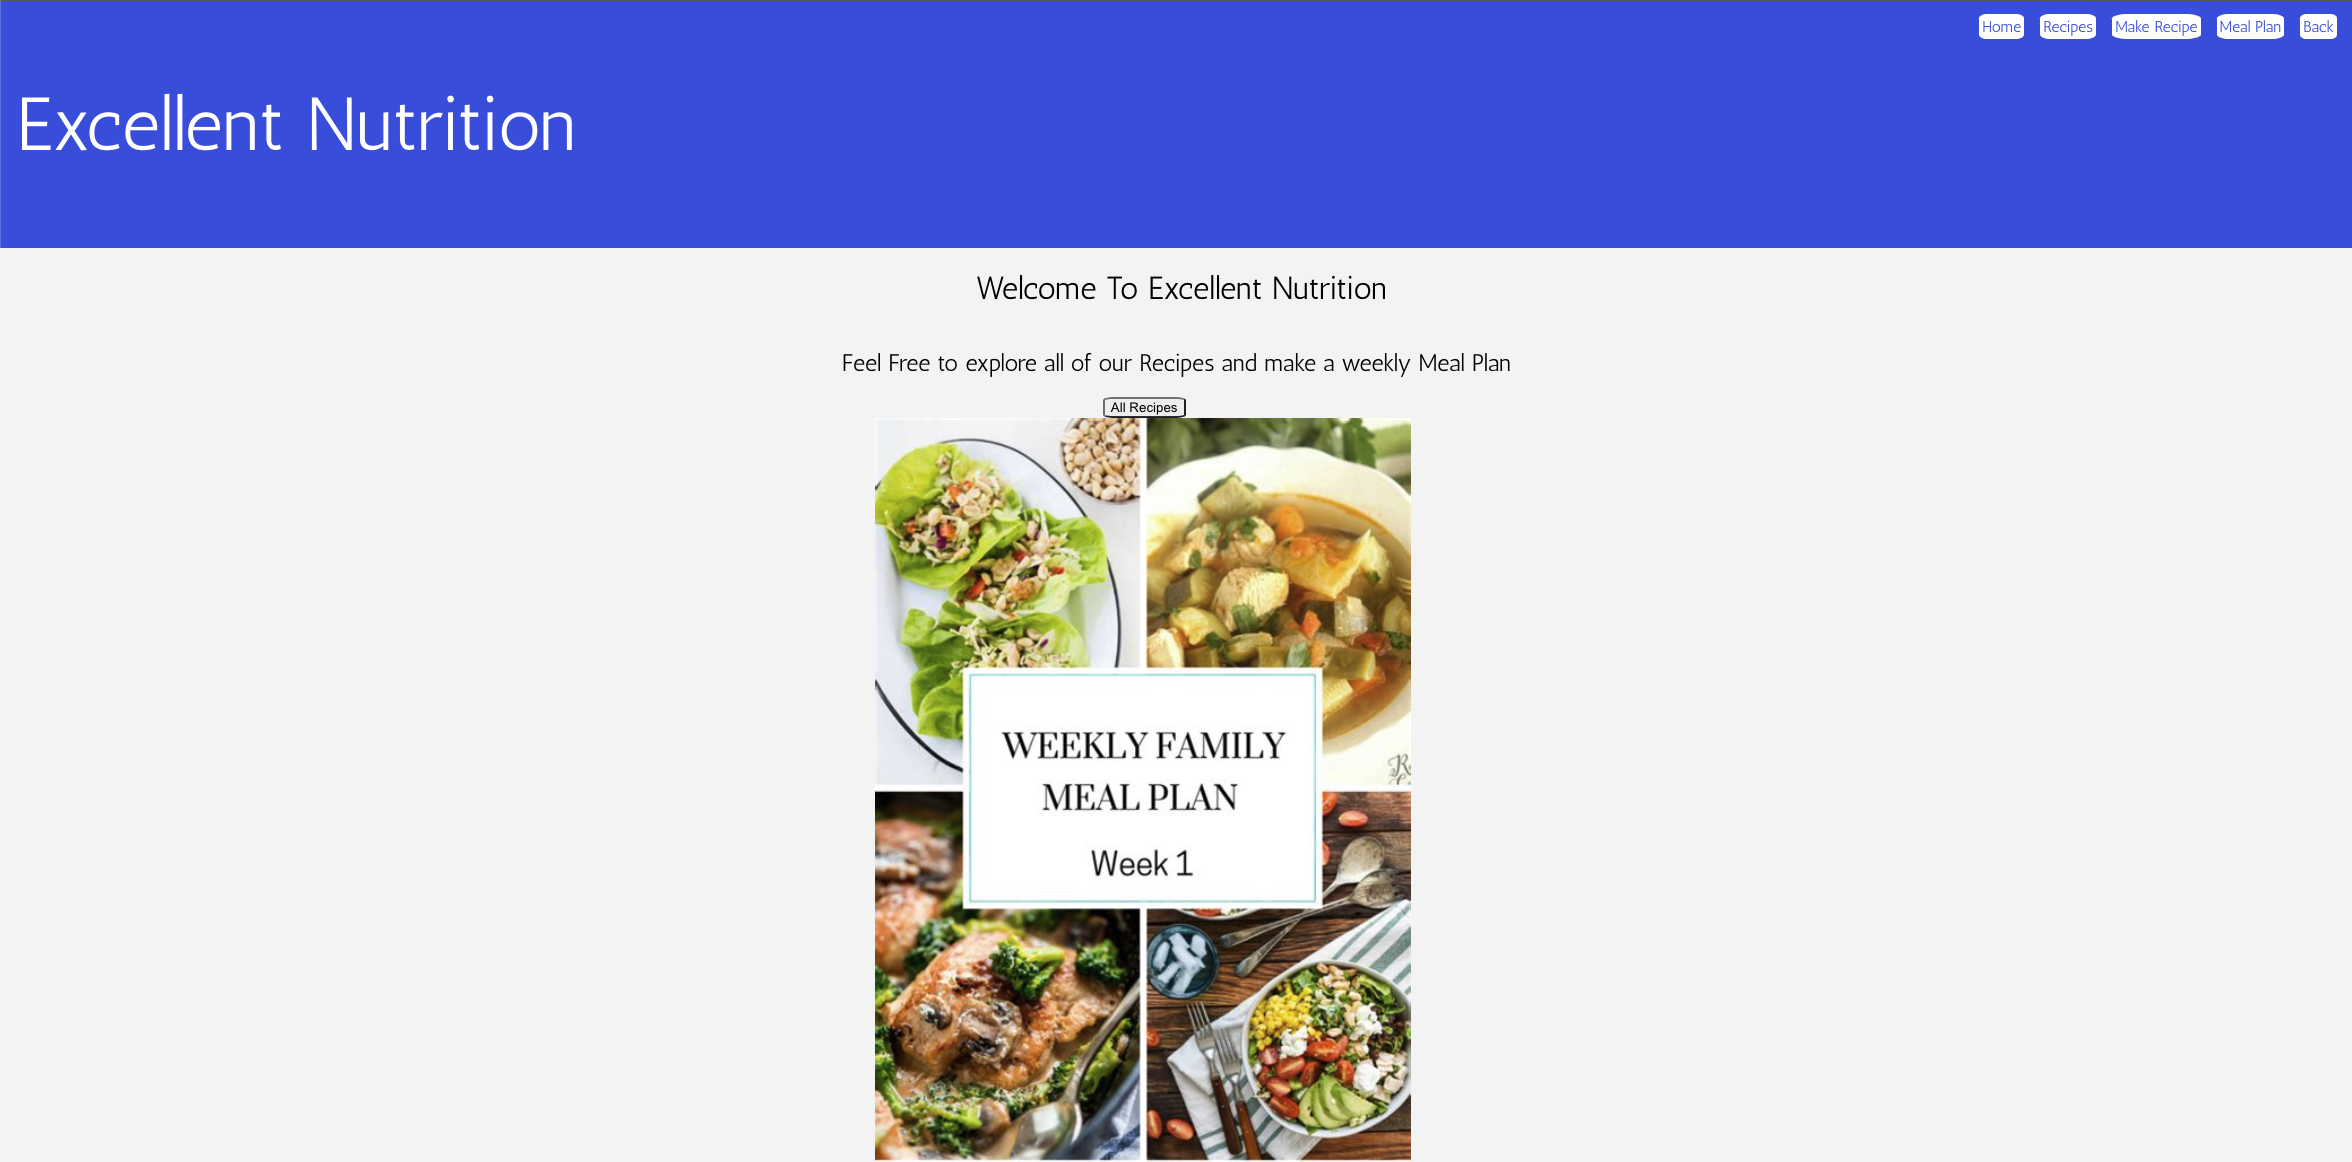 Home Recipes Make Recipe Meal Plan Back
Excellent Nutrition
Welcome To Excellent Nutrition
Feel Free to explore all of our Recipes and make a weekly Meal Plan
All Recipes
WEEKLY FAMILY
MEAL PLAN
Week 1